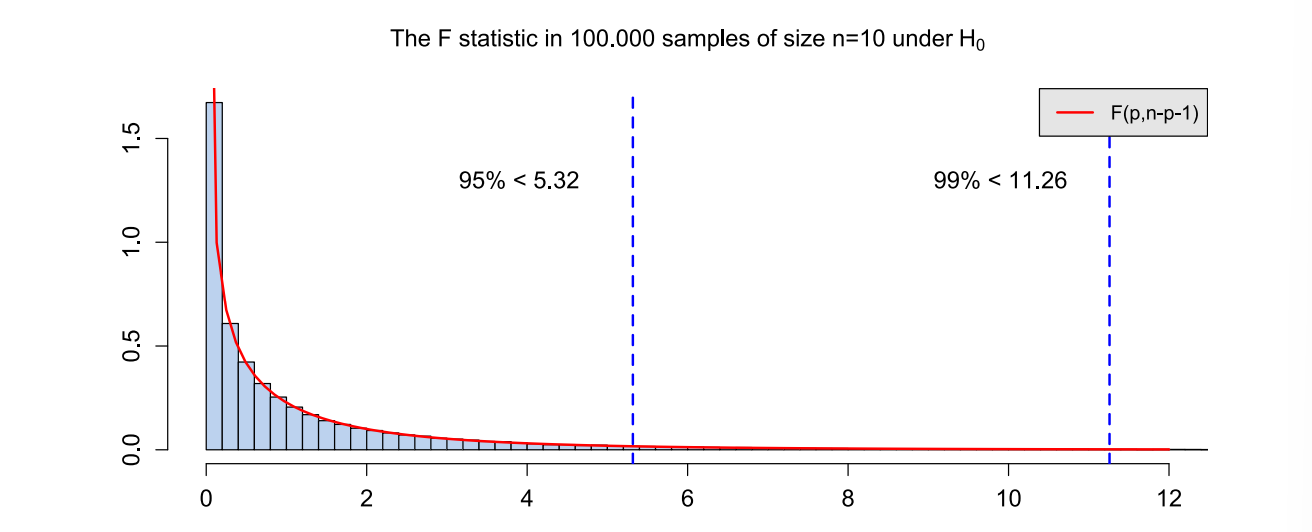 The F statistic in 100.000 samples of size n=10 under H₀
F(p,n-p-1)
95% < 5.32
99% < 11.26
1.5
1.0
0.5
0.0
0 2 4 6 8 10 12